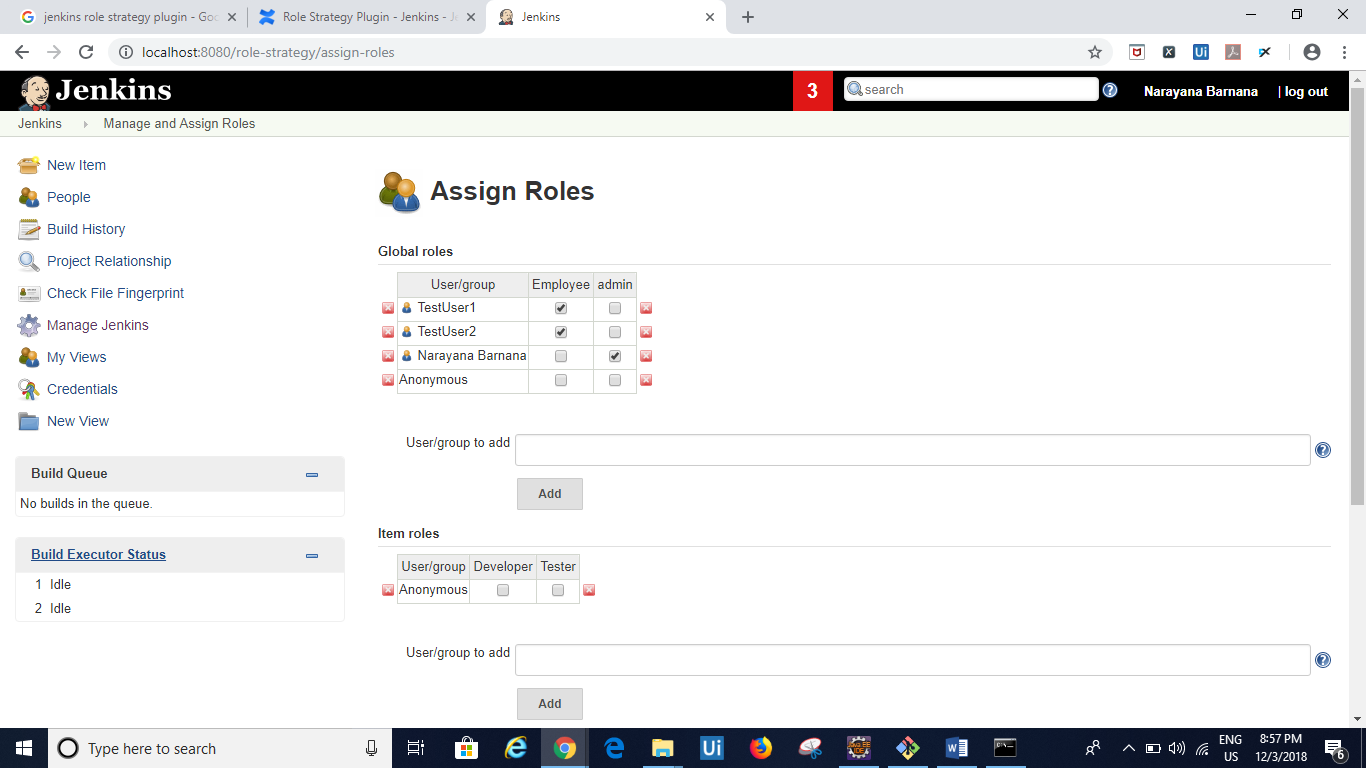 jenkins role strategy plugin - Goo
Role Strategy Plugin - Jenkins - Je
Jenkins
localhost:8080/role-strategy/assign-roles
Jenkins
3
search
Narayana Barnana
| log out
Jenkins
Manage and Assign Roles
New Item
People
Build History
Project Relationship
Check File Fingerprint
Manage Jenkins
My Views
Credentials
New View
Build Queue
No builds in the queue.
Build Executor Status
1 Idle
2 Idle
Assign Roles
Global roles
User/group Employee admin
TestUser1
TestUser2
Narayana Barnana
Anonymous
User/group to add
Add
Item roles
User/group Developer Tester
Anonymous
User/group to add
Add
Type here to search
ENG
US
8:57 PM
12/3/2018
6